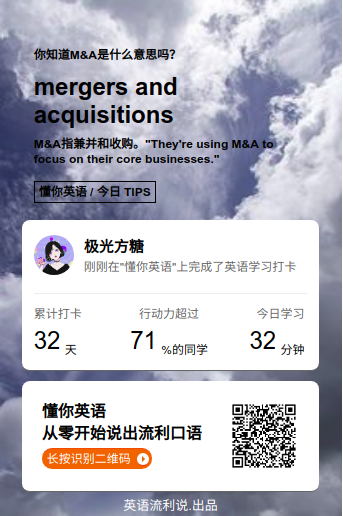 你知道M&A是什么意思吗?
mergers and
acquisitions
M&A指兼并和收购。"They're using M&A to
focus on their core businesses."
懂你英语 / 今日 TIPS
极光方糖
刚刚在"懂你英语"上完成了英语学习打卡
累计打卡 行动力超过 今日学习
32 天 71 %的同学 32 分钟
懂你英语
从零开始说出流利口语
长按识别二维码
英语流利说.出品